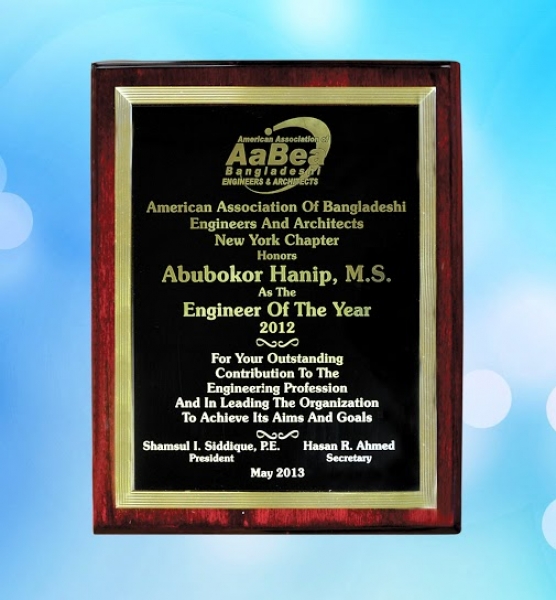 American Association of
AaBea
Bangladeshi
ENGINEERS & ARCHITECTS
American Association Of Bangladeshi
Engineers And Architects
New York Chapter
Honors
Abubokor Hanip, M.S.
As The
Engineer Of The Year
2012
For Your Outstanding
Contribution To The
Engineering Profession
And In Leading The Organization
To Achieve Its Aims And Goals
Shamsul I. Siddique, P.E. Hasan R. Ahmed
President Secretary
May 2013